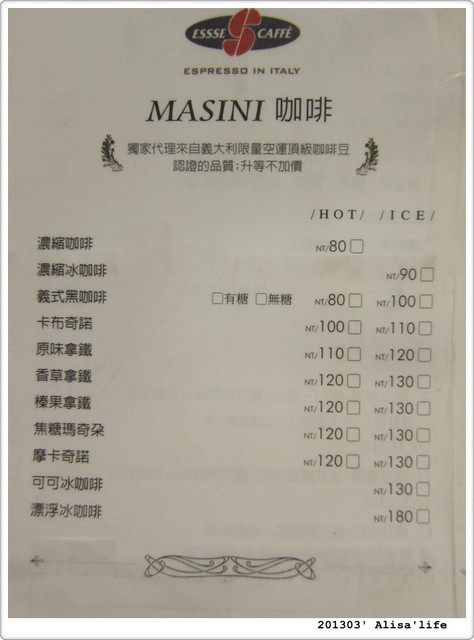 ESSSE CAFFÈ
ESPRESSO IN ITALY
MASINI 咖啡
獨家代理來自義大利限量空運頂級咖啡豆
認證的品質;升等不加價
/HOT/ /ICE/
濃縮咖啡 NT/80
濃縮冰咖啡 NT/90
義式黑咖啡 有糖 無糖 NT/80 NT/100
卡布奇諾 NT/100 NT/110
原味拿鐵 NT/110 NT/120
香草拿鐵 NT/120 NT/130
榛果拿鐵 NT/120 NT/130
焦糖瑪奇朵 NT/120 NT/130
摩卡奇諾 NT/120 NT/130
可可冰咖啡 NT/130
漂浮冰咖啡 NT/180
201303' Alisa'life